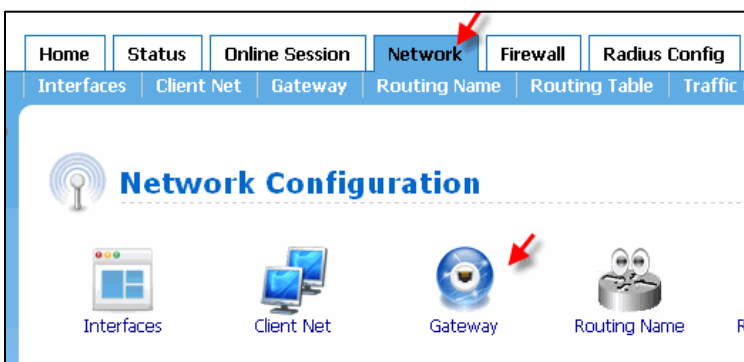 Home Status Online Session Network Firewall Radius Config
Interfaces Client Net Gateway Routing Name Routing Table Traffic
Network Configuration
Interfaces Client Net Gateway Routing Name